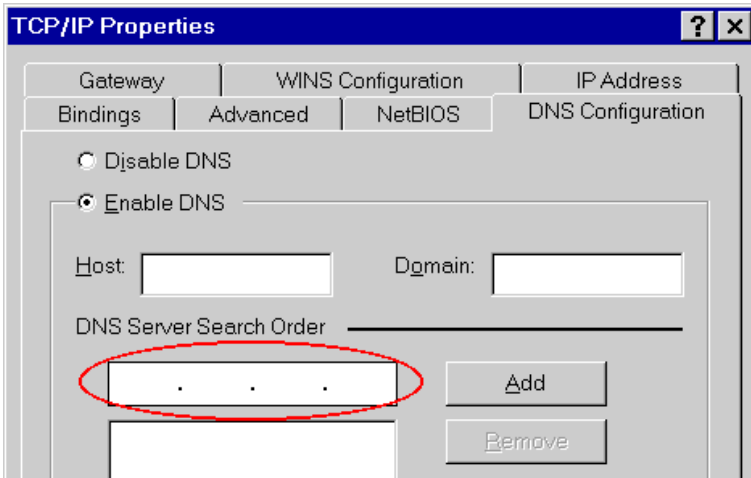 TCP/IP Properties ? ×
Gateway WINS Configuration IP Address
Bindings Advanced NetBIOS DNS Configuration
Disable DNS
Enable DNS
Host: Domain:
DNS Server Search Order
. . . Add
Remove